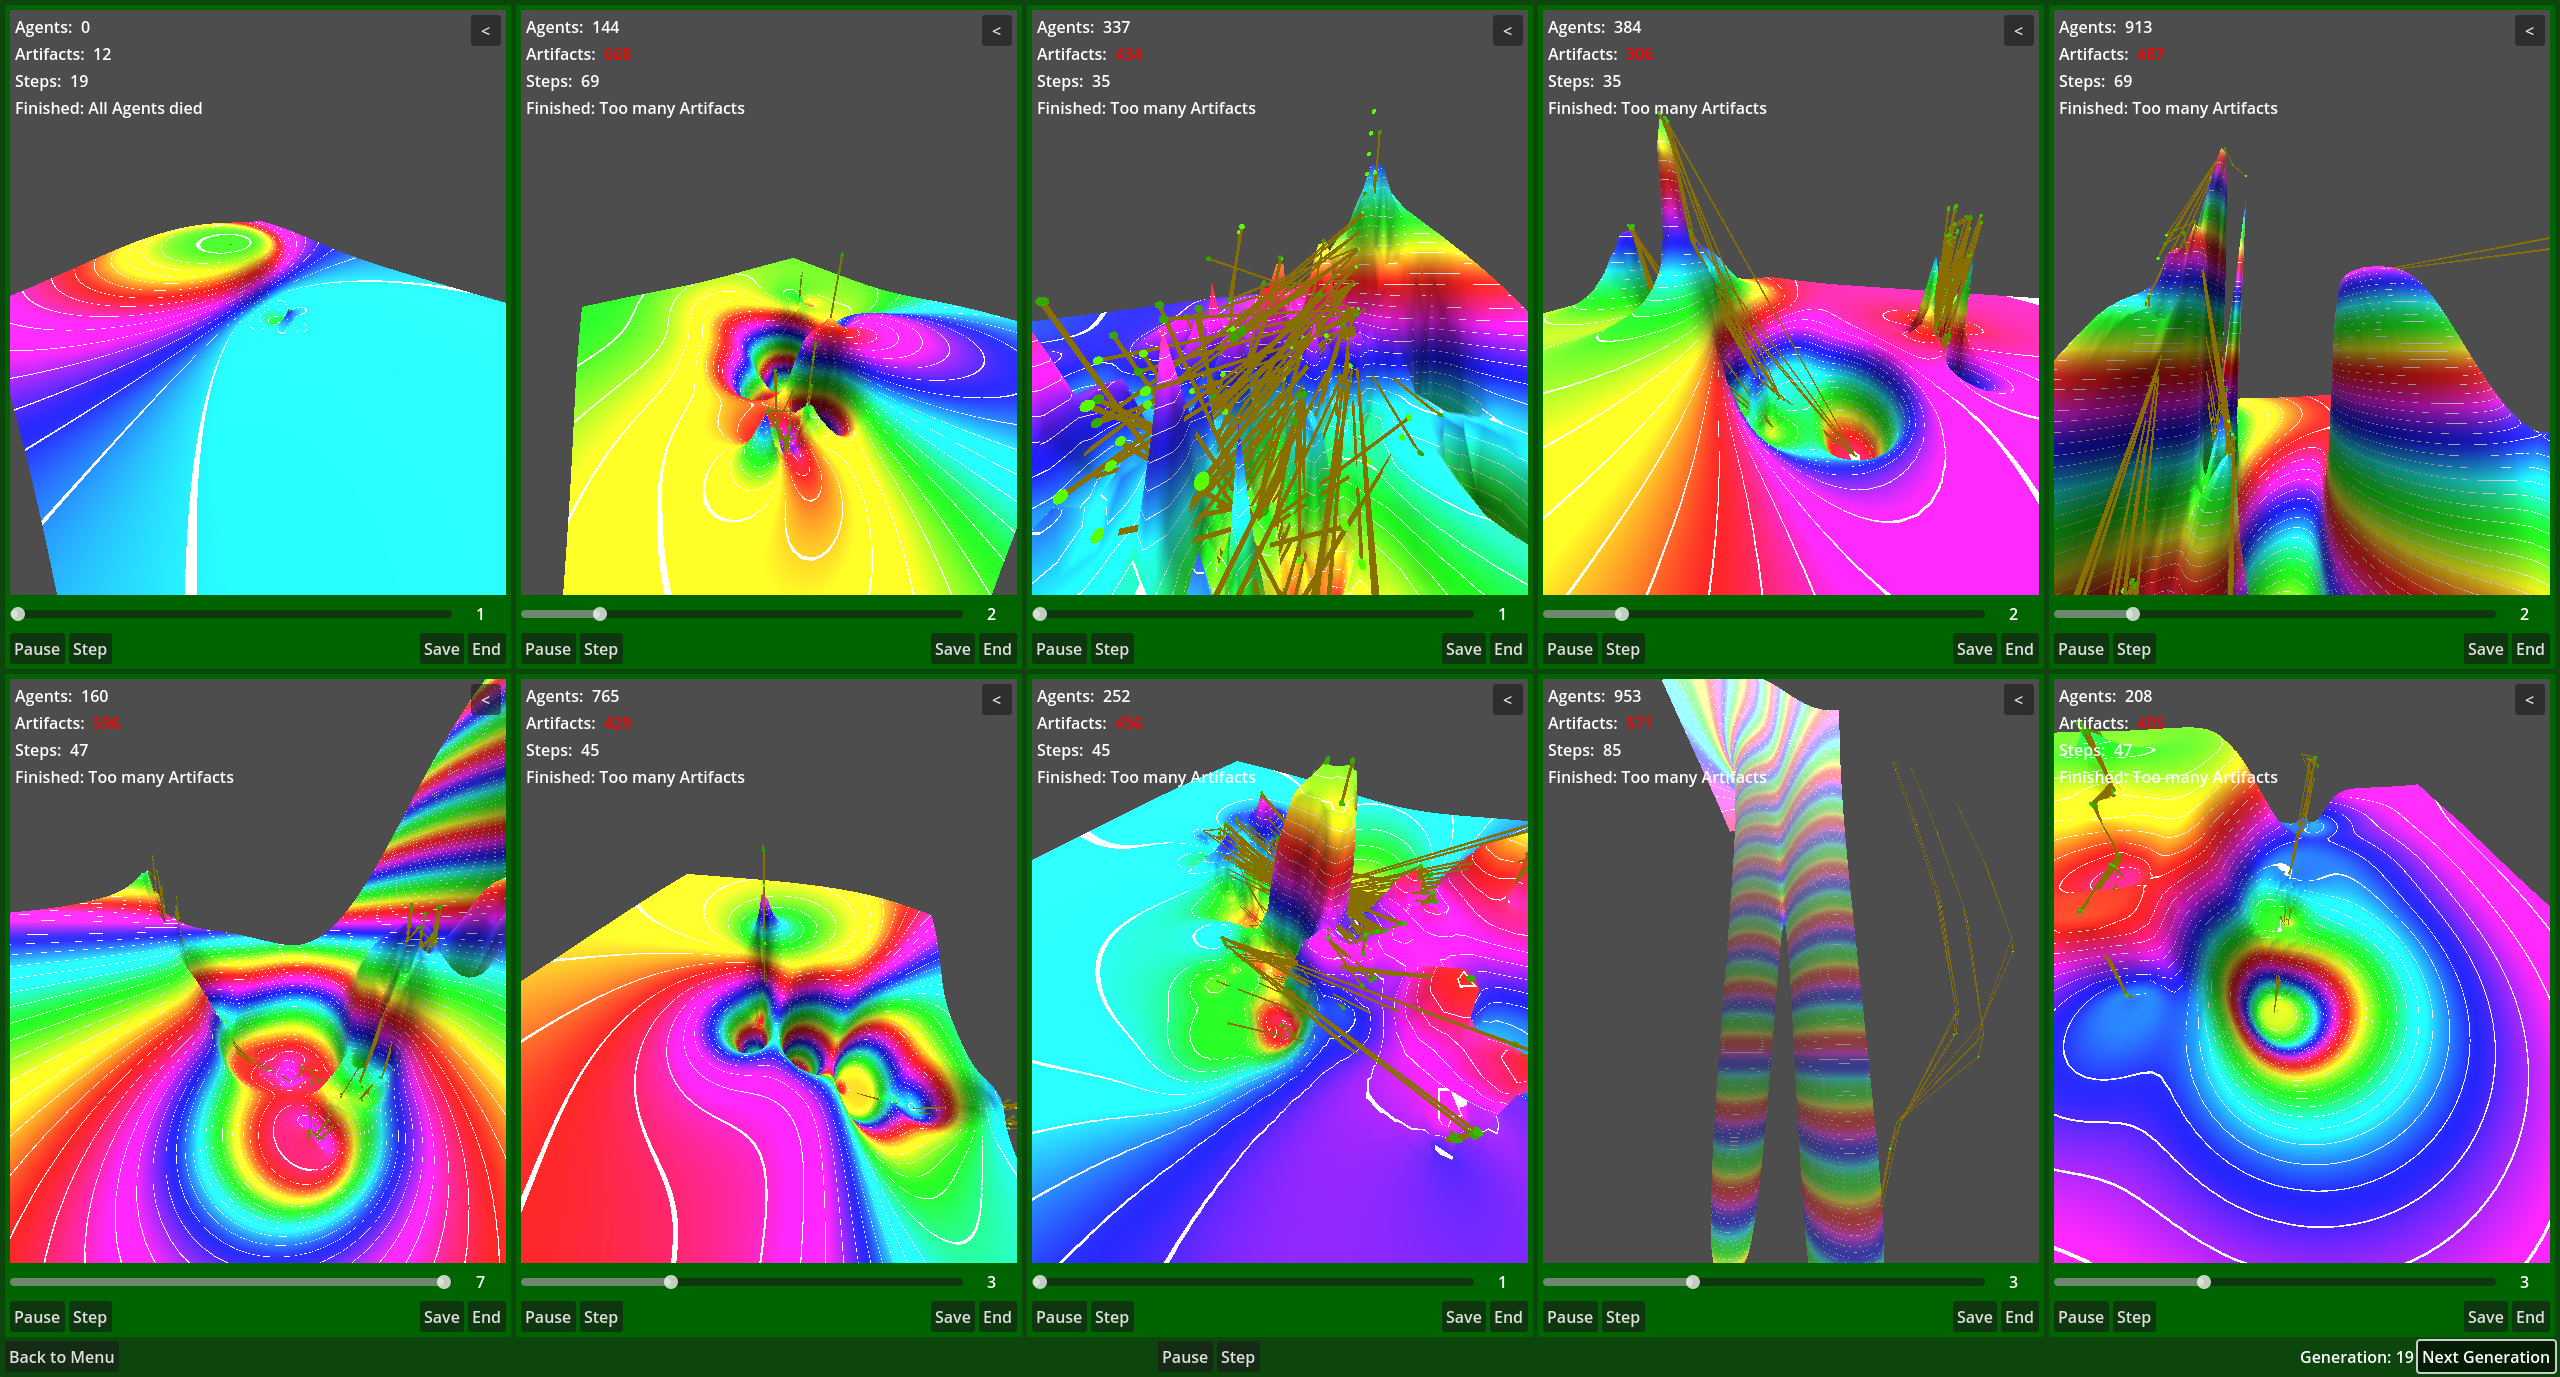 Agents: 0
Artifacts: 12
Steps: 19
Finished: All Agents died
<
1
Pause Step Save End
Agents: 144
Artifacts: 668
Steps: 69
Finished: Too many Artifacts
<
2
Pause Step Save End
Agents: 337
Artifacts: 434
Steps: 35
Finished: Too many Artifacts
<
1
Pause Step Save End
Agents: 384
Artifacts: 306
Steps: 35
Finished: Too many Artifacts
<
2
Pause Step Save End
Agents: 913
Artifacts: 487
Steps: 69
Finished: Too many Artifacts
<
2
Pause Step Save End
Agents: 160
Artifacts: 596
Steps: 47
Finished: Too many Artifacts
<
7
Pause Step Save End
Agents: 765
Artifacts: 429
Steps: 45
Finished: Too many Artifacts
<
3
Pause Step Save End
Agents: 252
Artifacts: 456
Steps: 45
Finished: Too many Artifacts
<
1
Pause Step Save End
Agents: 953
Artifacts: 571
Steps: 85
Finished: Too many Artifacts
<
3
Pause Step Save End
Agents: 208
Artifacts: 405
Steps: 47
Finished: Too many Artifacts
<
3
Pause Step Save End
Back to Menu Pause Step Generation: 19 Next Generation